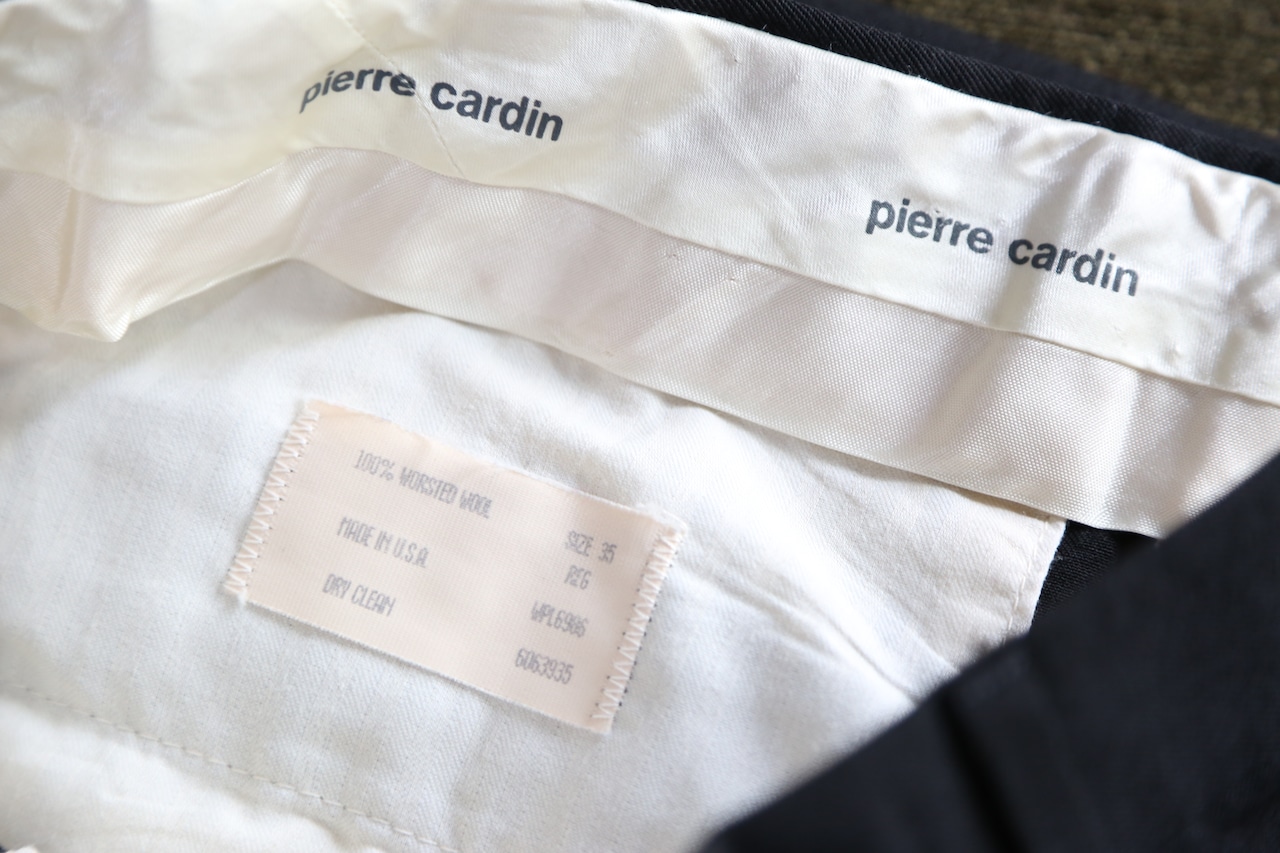 pierre cardin
pierre cardin
100% WORSTED WOOL
MADE IN U.S.A.
DRY CLEAN
SIZE 35
REG
WPL6986
6063935